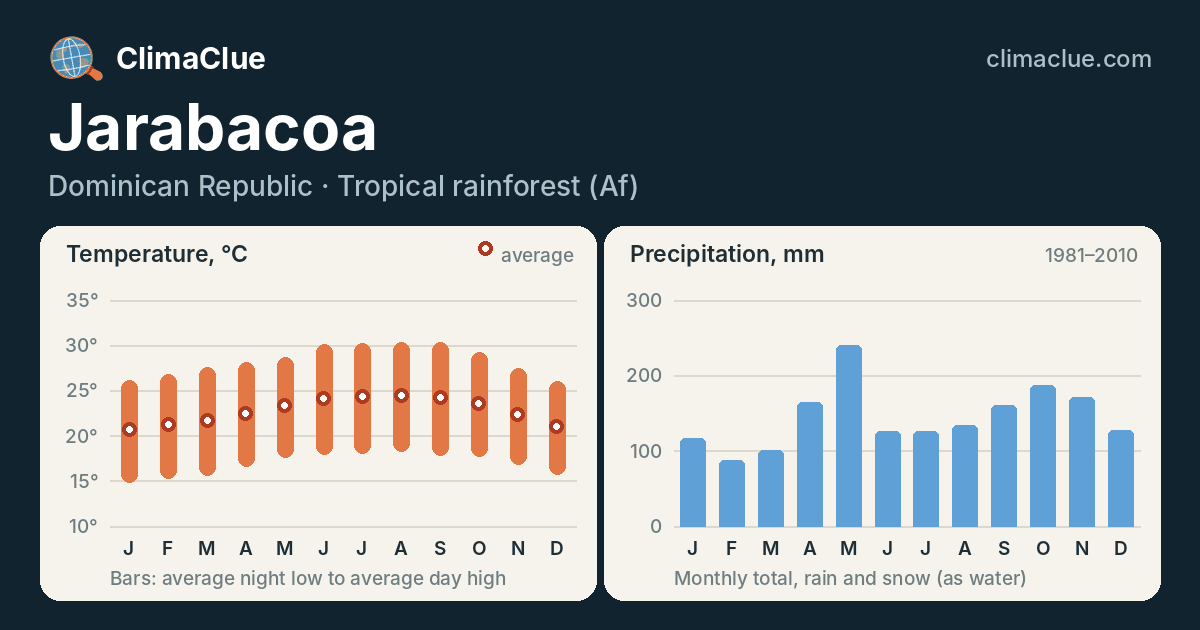 ClimaClue
climaclue.com
Jarabacoa
Dominican Republic · Tropical rainforest (Af)
Temperature, °C
average
35°
30°
25°
20°
15°
10°
J F M A M J J A S O N D
Bars: average night low to average day high
Precipitation, mm
1981–2010
300
200
100
0
J F M A M J J A S O N D
Monthly total, rain and snow (as water)